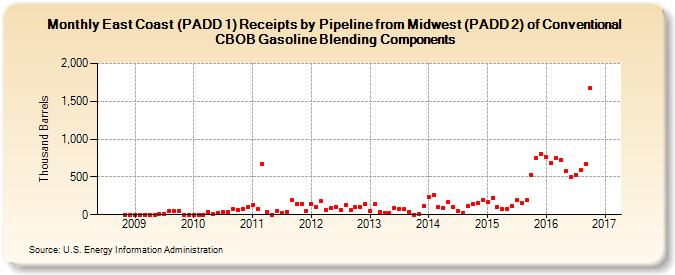 Monthly East Coast (PADD 1) Receipts by Pipeline from Midwest (PADD 2) of Conventional
CBOB Gasoline Blending Components
Thousand Barrels
2,000
1,500
1,000
500
0
2009 2010 2011 2012 2013 2014 2015 2016 2017
Source: U.S. Energy Information Administration